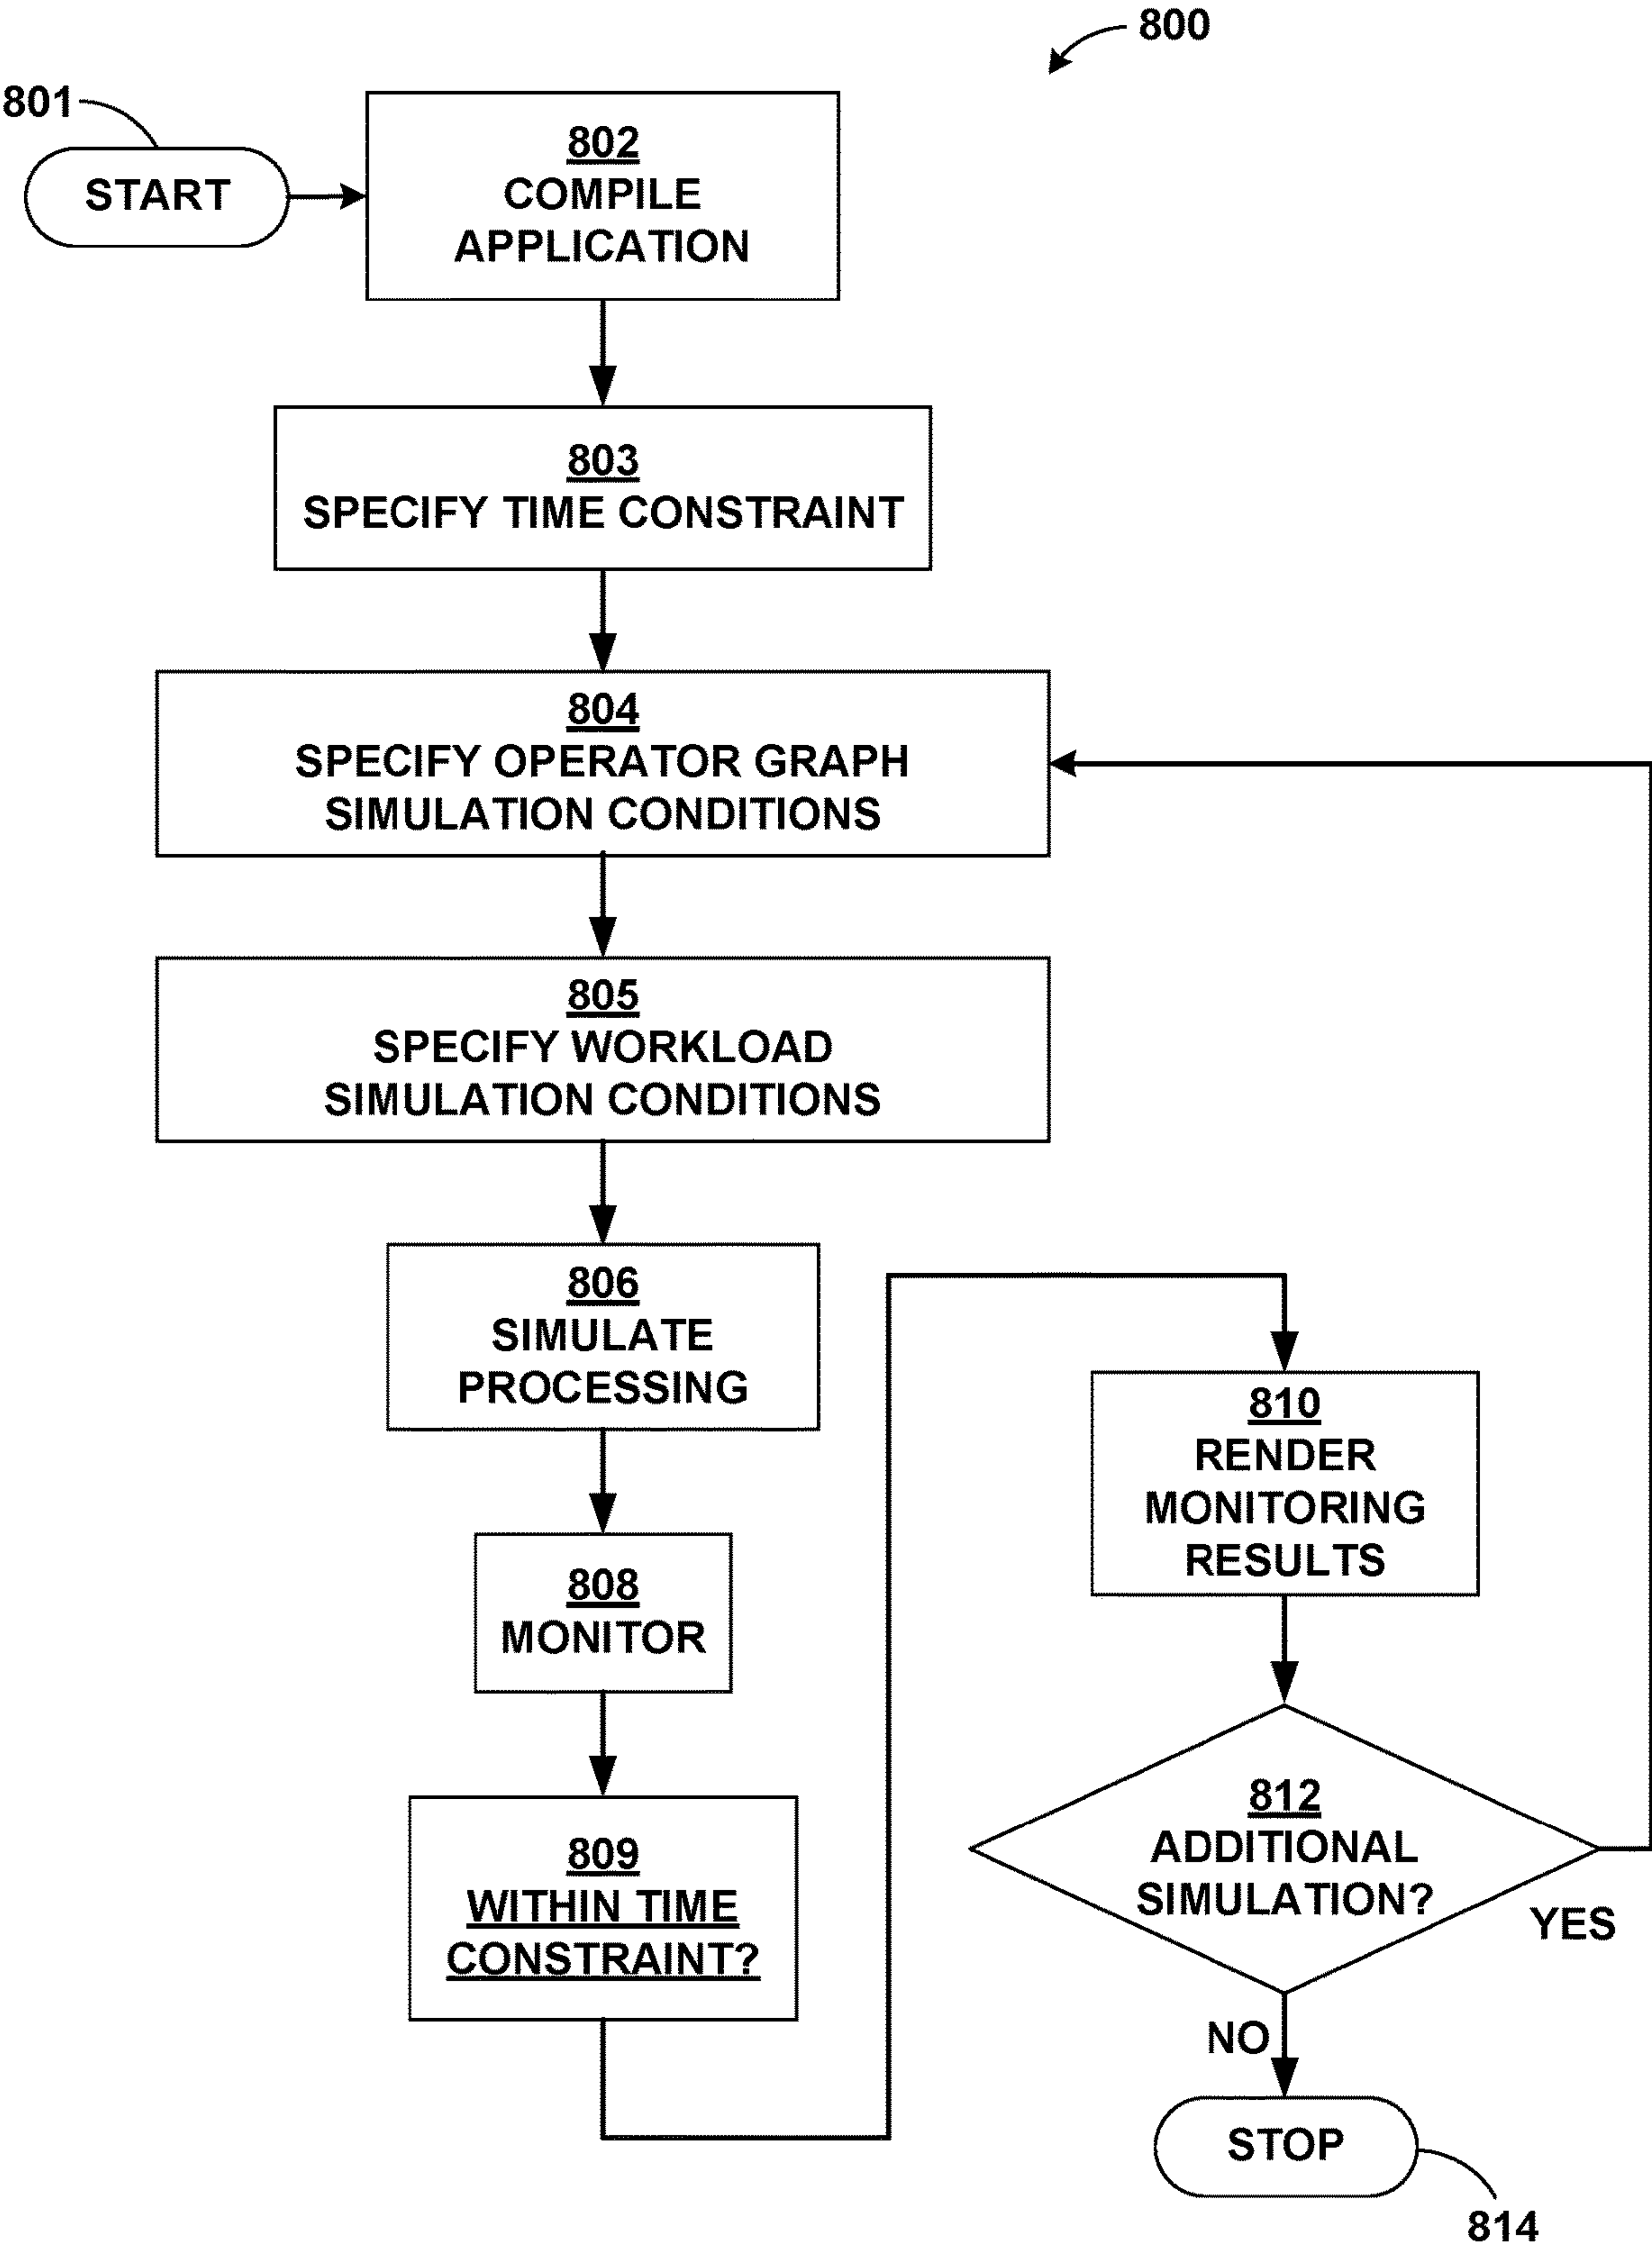 800
801
START
802
COMPILE
APPLICATION
803
SPECIFY TIME CONSTRAINT
804
SPECIFY OPERATOR GRAPH
SIMULATION CONDITIONS
805
SPECIFY WORKLOAD
SIMULATION CONDITIONS
806
SIMULATE
PROCESSING
808
MONITOR
809
WITHIN TIME
CONSTRAINT?
810
RENDER
MONITORING
RESULTS
812
ADDITIONAL
SIMULATION?
YES
NO
STOP
814